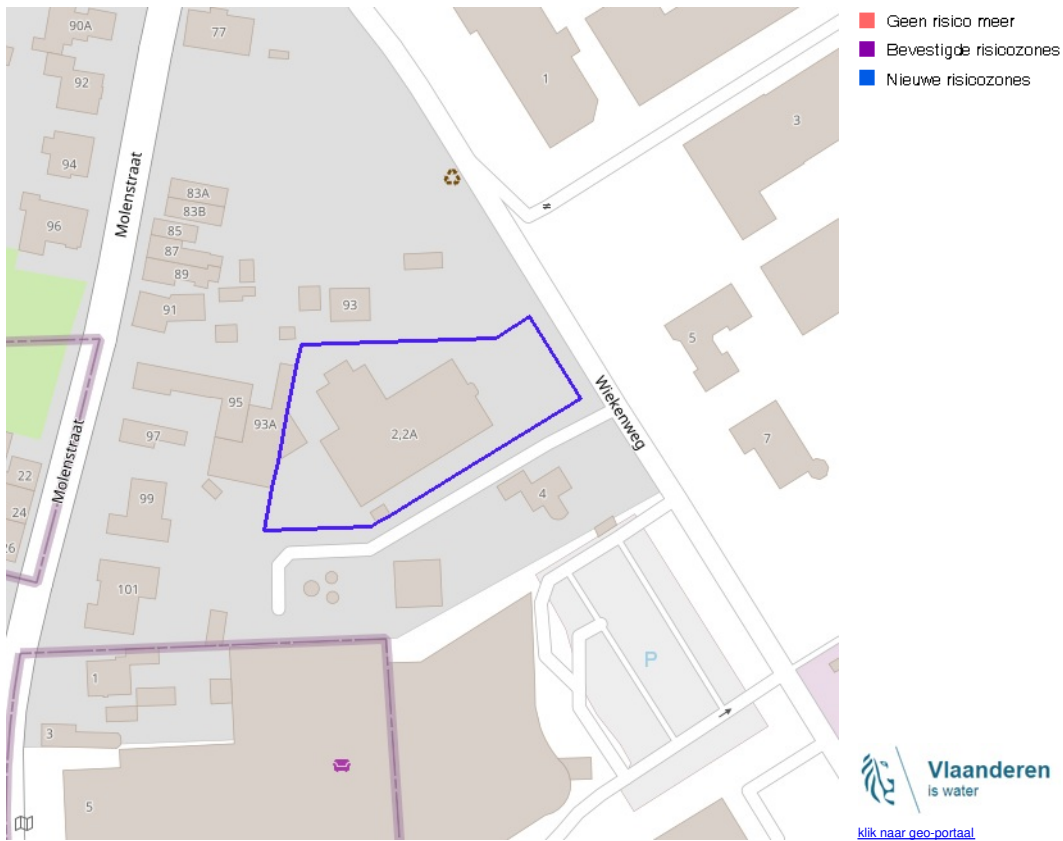 90A
77
Geen risico meer
Bevestigde risicozones
Nieuwe risicozones
92
1
3
94
Molenstraat
83A
83B
96
85
87
89
91
93
5
95
93A
2,2A
Wiekenweg
97
7
Molenstraat
22
24
26
99
4
101
P
1
3
5
Vlaanderen
is water
klik naar geo-portaal